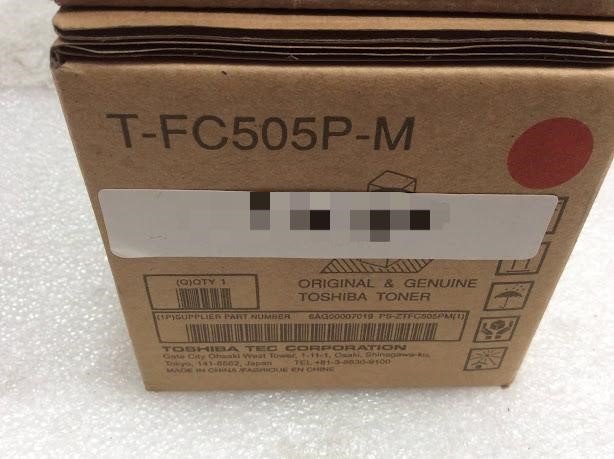 T-FC505P-M
(Q)QTY 1
ORIGINAL & GENUINE
TOSHIBA TONER
(1P)SUPPLIER PART NUMBER 6AG00007019 PS-ZTFC505PM(1)
TOSHIBA TEC CORPORATION
Gate City Ohsaki West Tower, 1-11-1, Osaki, Shinagawa-ku,
Tokyo, 141-8562, Japan TEL +81-3-6830-9100
MADE IN CHINA/FABRIQUÉ EN CHINE